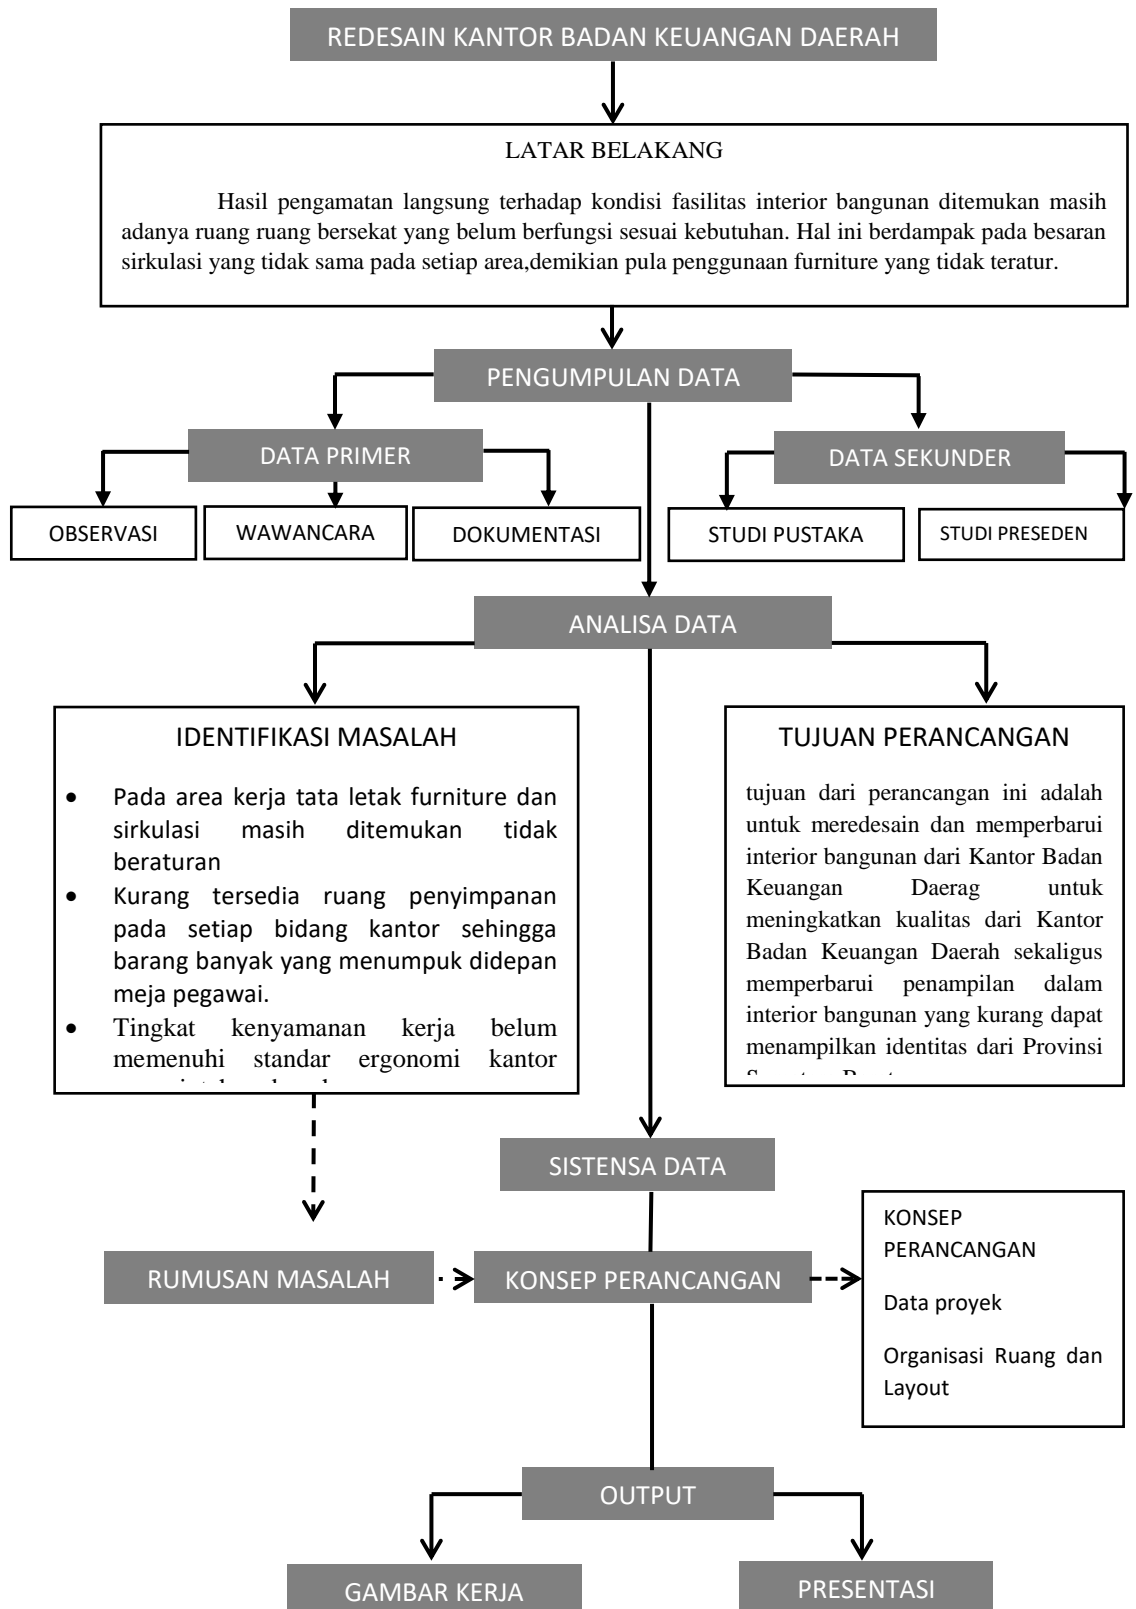 REDESAIN KANTOR BADAN KEUANGAN DAERAH
LATAR BELAKANG
Hasil pengamatan langsung terhadap kondisi fasilitas interior bangunan ditemukan masih
adanya ruang ruang bersekat yang belum berfungsi sesuai kebutuhan. Hal ini berdampak pada besaran
sirkulasi yang tidak sama pada setiap area,demikian pula penggunaan furniture yang tidak teratur.
PENGUMPULAN DATA
DATA PRIMER
DATA SEKUNDER
OBSERVASI
WAWANCARA
DOKUMENTASI
STUDI PUSTAKA
STUDI PRESEDEN
ANALISA DATA
IDENTIFIKASI MASALAH
• Pada area kerja tata letak furniture dan
sirkulasi masih ditemukan tidak
beraturan
• Kurang tersedia ruang penyimpanan
pada setiap bidang kantor sehingga
barang banyak yang menumpuk didepan
meja pegawai.
• Tingkat kenyamanan kerja belum
memenuhi standar ergonomi kantor
TUJUAN PERANCANGAN
tujuan dari perancangan ini adalah
untuk meredesain dan memperbarui
interior bangunan dari Kantor Badan
Keuangan Daerag untuk
meningkatkan kualitas dari Kantor
Badan Keuangan Daerah sekaligus
memperbarui penampilan dalam
interior bangunan yang kurang dapat
menampilkan identitas dari Provinsi
SISTENSA DATA
RUMUSAN MASALAH
KONSEP PERANCANGAN
KONSEP
PERANCANGAN
Data proyek
Organisasi Ruang dan
Layout
OUTPUT
GAMBAR KERJA
PRESENTASI